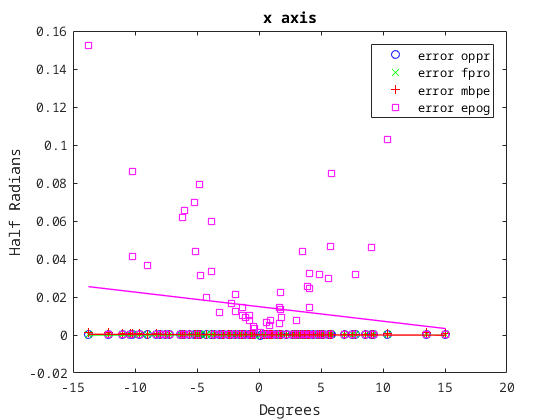 x axis
0.16
0.14
0.12
0.1
0.08
0.06
0.04
0.02
0
-0.02
Half Radians
error oppr
error fpro
error mbpe
error epog
-15
-10
-5
0
5
10
15
20
Degrees